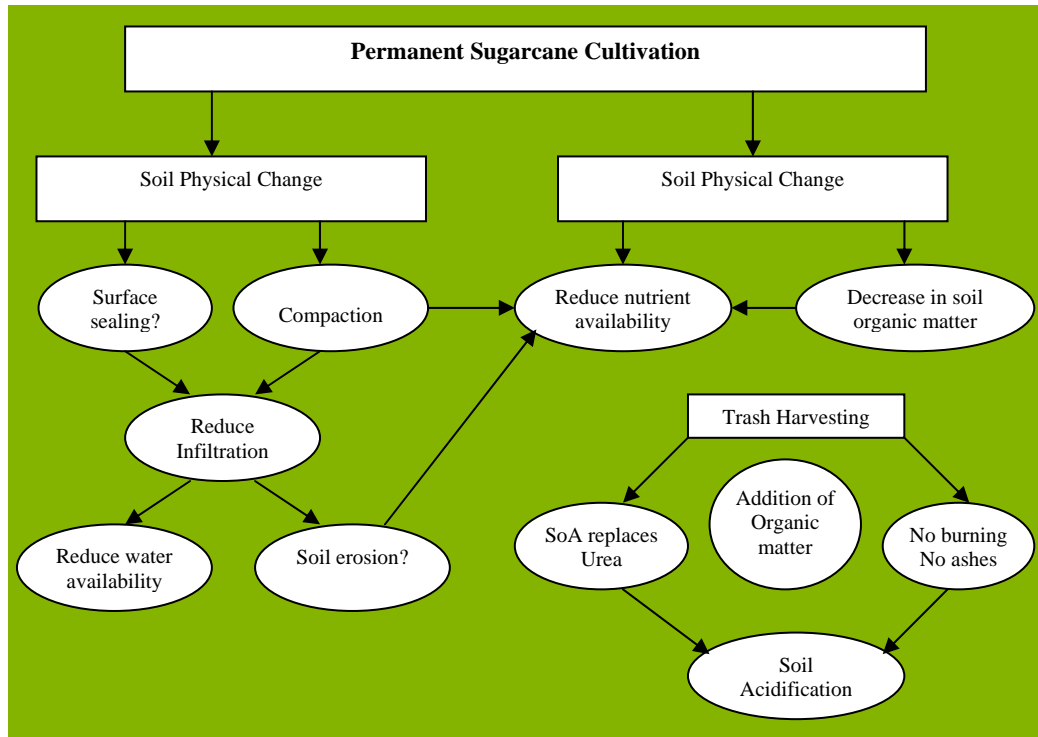 Permanent Sugarcane Cultivation
Soil Physical Change
Soil Physical Change
Surface
sealing?
Compaction
Reduce nutrient
availability
Decrease in soil
organic matter
Reduce
Infiltration
Trash Harvesting
Reduce water
availability
Soil erosion?
SoA replaces
Urea
Addition of
Organic
matter
No burning
No ashes
Soil
Acidification